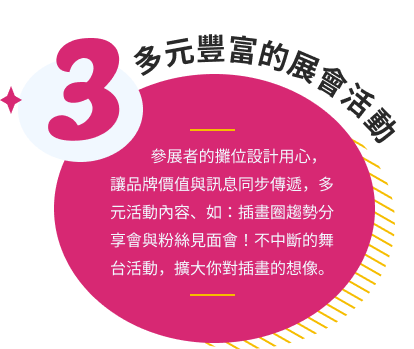 3
多元豐富的展會活動
參展者的攤位設計用心，
讓品牌價值與訊息同步傳遞，多
元活動內容、如：插畫圈趨勢分
享會與粉絲見面會！不中斷的舞
台活動，擴大你對插畫的想像。